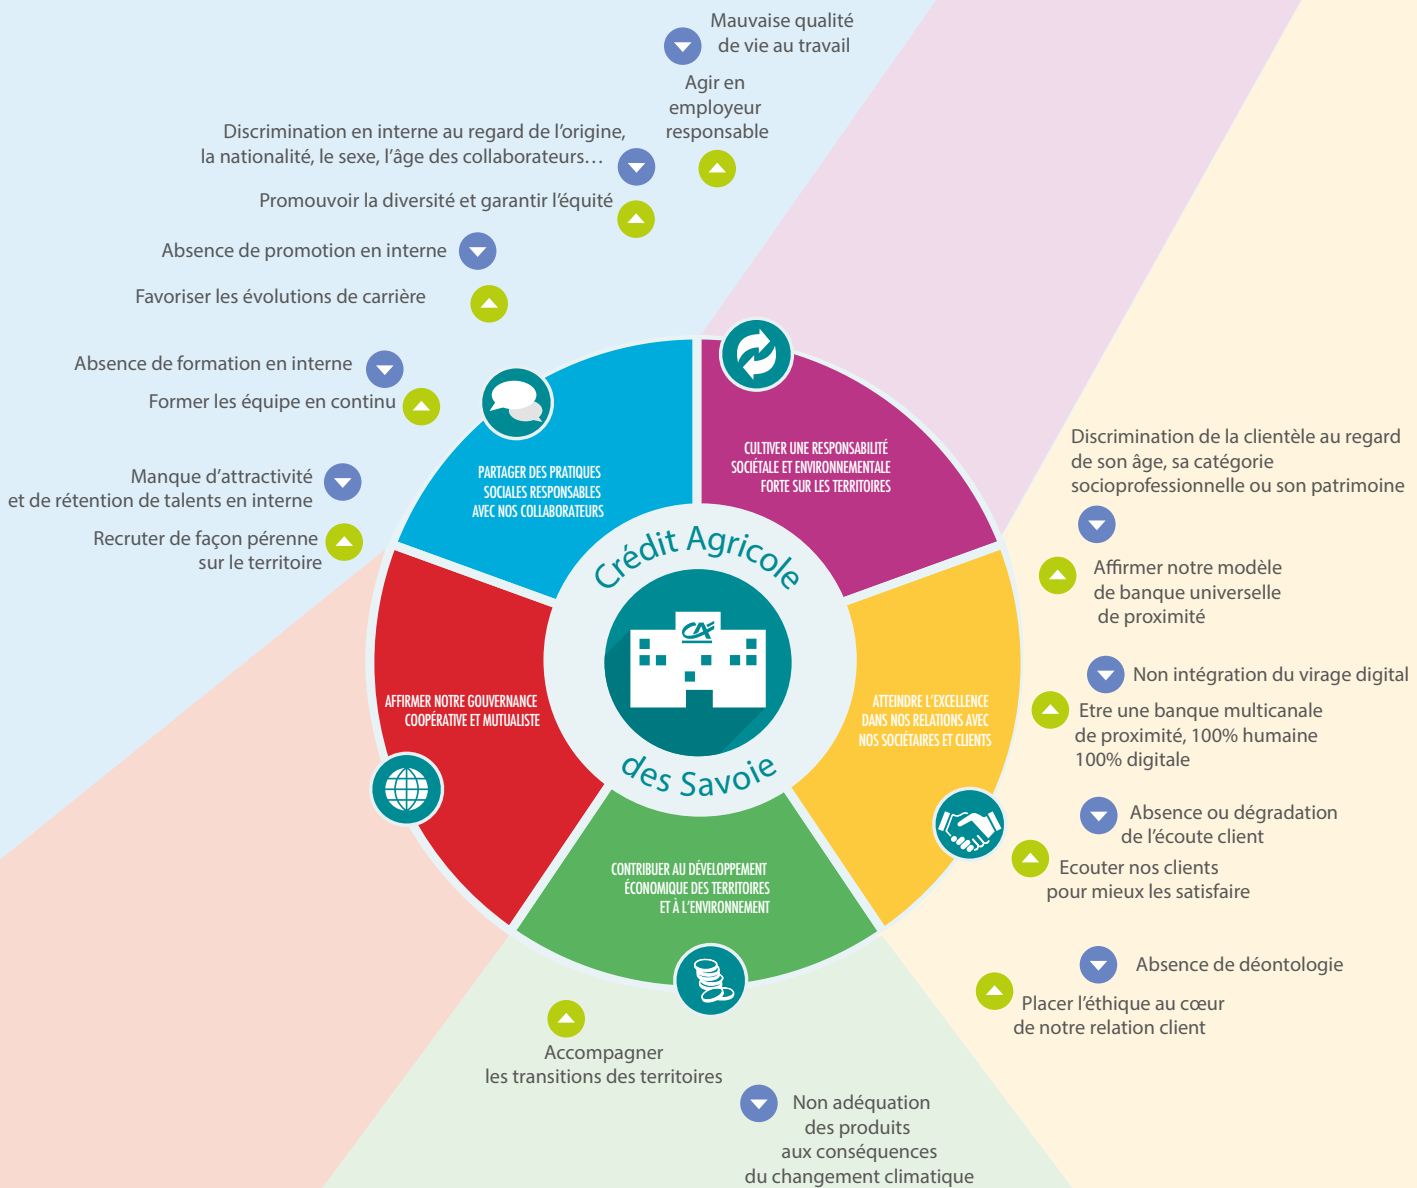 Mauvaise qualité
de vie au travail
Agir en
employeur
responsable
Discrimination en interne au regard de l'origine,
la nationalité, le sexe, l'âge des collaborateurs…
Promouvoir la diversité et garantir l'équité
Absence de promotion en interne
Favoriser les évolutions de carrière
Absence de formation en interne
Former les équipe en continu
Manque d'attractivité
et de rétention de talents en interne
Recruter de façon pérenne
sur le territoire
PARTAGER DES PRATIQUES
SOCIALES RESPONSABLES
AVEC NOS COLLABORATEURS
CULTIVER UNE RESPONSABILITÉ
SOCIÉTALE ET ENVIRONNEMENTALE
FORTE SUR LES TERRITOIRES
Crédit Agricole
CA
des Savoie
AFFIRMER NOTRE GOUVERNANCE
COOPÉRATIVE ET MUTUALISTE
ATTEINDRE L'EXCELLENCE
DANS NOS RELATIONS AVEC
NOS SOCIÉTAIRES ET CLIENTS
CONTRIBUER AU DÉVELOPPEMENT
ÉCONOMIQUE DES TERRITOIRES
ET À L'ENVIRONNEMENT
Discrimination de la clientèle au regard
de son âge, sa catégorie
socioprofessionnelle ou son patrimoine
Affirmer notre modèle
de banque universelle
de proximité
Non intégration du virage digital
Etre une banque multicanale
de proximité, 100% humaine
100% digitale
Absence ou dégradation
de l'écoute client
Ecouter nos clients
pour mieux les satisfaire
Absence de déontologie
Placer l'éthique au cœur
de notre relation client
Accompagner
les transitions des territoires
Non adéquation
des produits
aux conséquences
du changement climatique